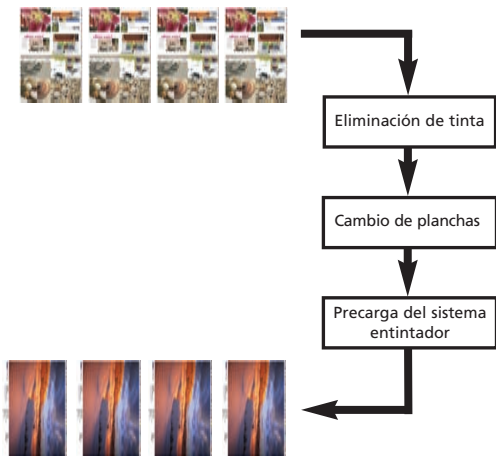 Eliminación de tinta
Cambio de planchas
Precarga del sistema
entintador